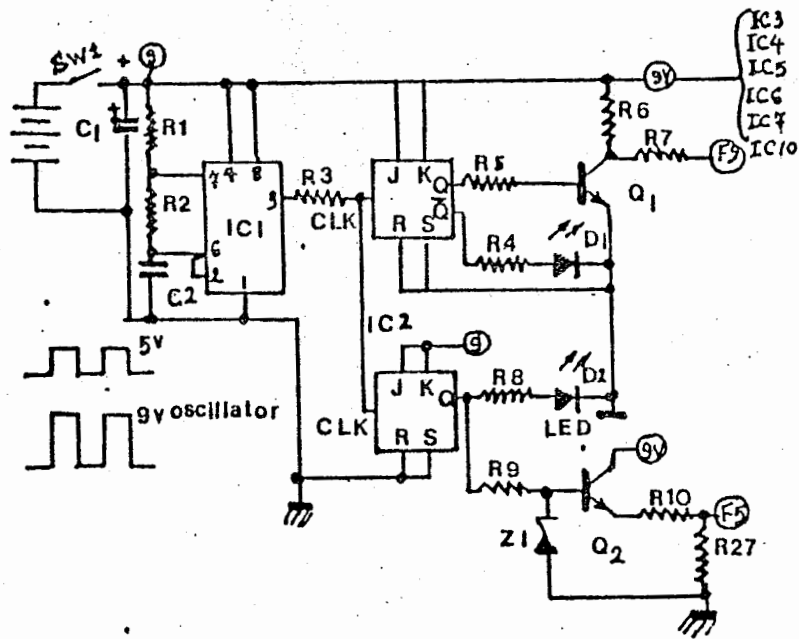 SW1
+
9
9V
IC3
IC4
IC5
IC6
IC7
IC10
+
C1
R1
R6
R7
F9
7 4 8
R2
IC1
3
R3
CLK
J K
Q
Q̅
R S
R5
Q1
6
2
1
C2
R4
D1
IC2
5V
9V oscillator
9
J K
Q
CLK
R S
R8
D2
LED
9V
R9
R10
F5
Z1
Q2
R27